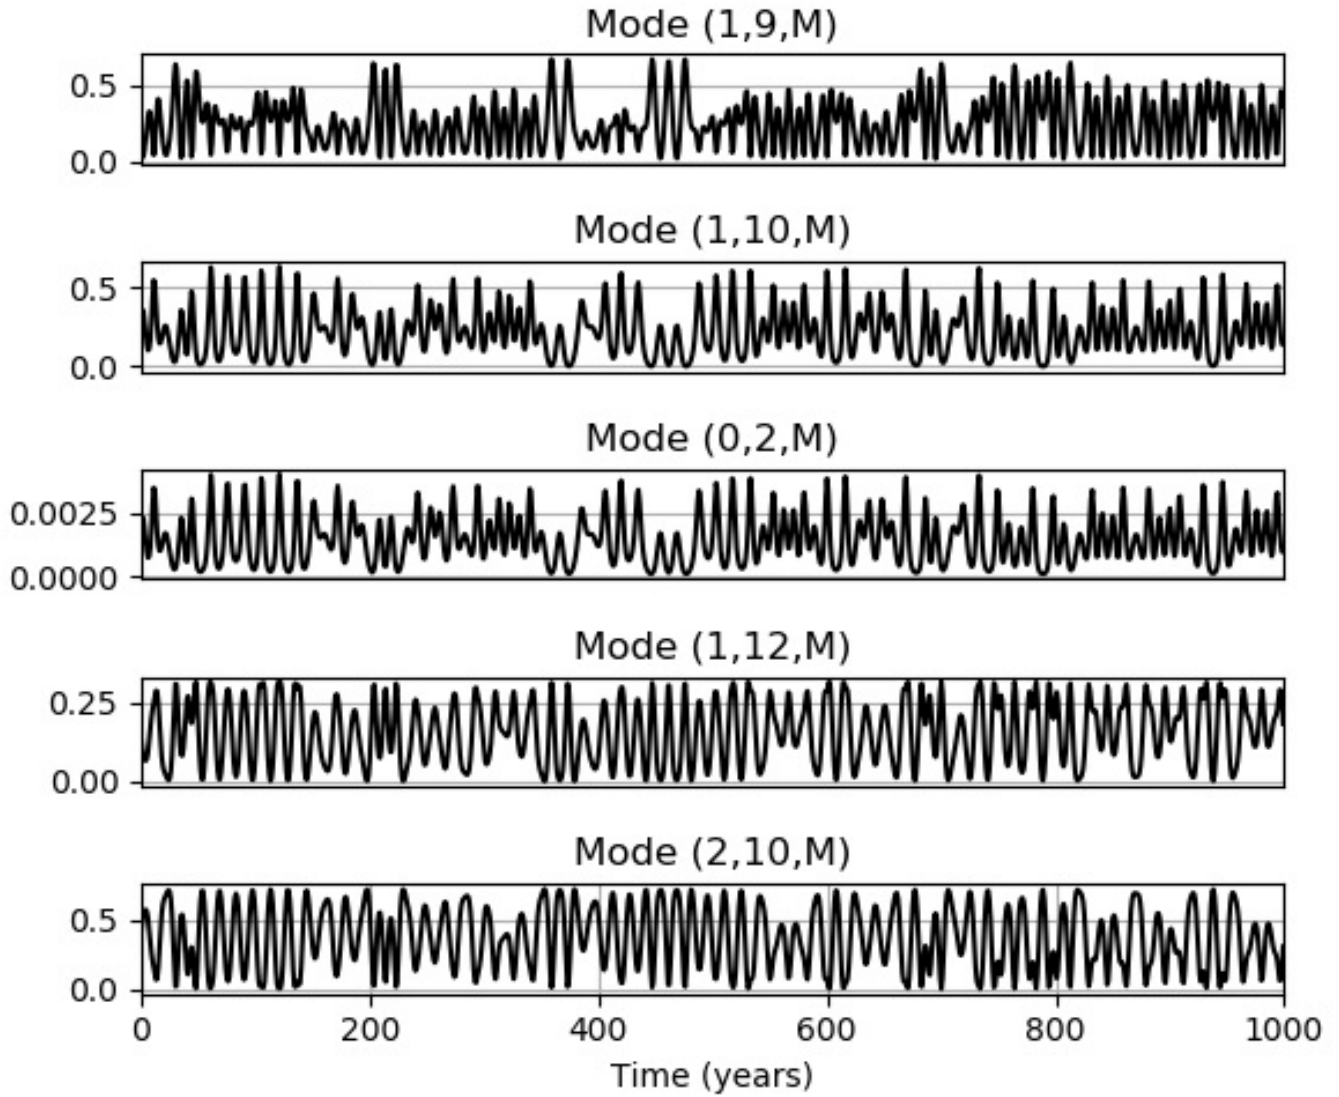 Mode (1,9,M)
0.5
0.0
Mode (1,10,M)
0.5
0.0
Mode (0,2,M)
0.0025
0.0000
Mode (1,12,M)
0.25
0.00
Mode (2,10,M)
0.5
0.0
0 200 400 600 800 1000
Time (years)